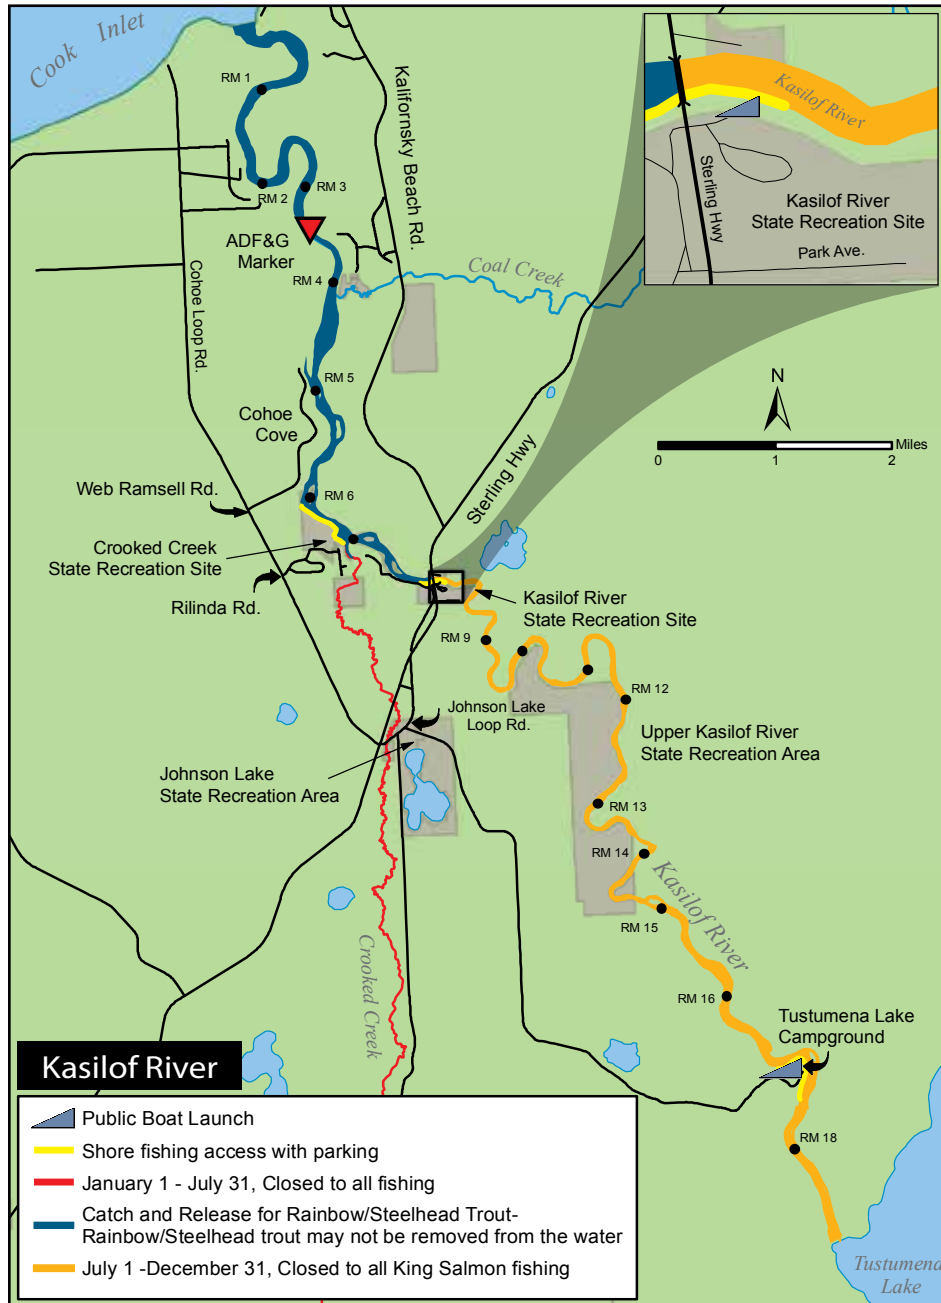 Cook Inlet
RM 1
RM 2
RM 3
ADF&G
Marker
RM 4
Kalifornsky Beach Rd.
Cohoe Loop Rd.
Coal Creek
RM 5
Cohoe
Cove
RM 6
Web Ramsell Rd.
Crooked Creek
State Recreation Site
Rilinda Rd.
Sterling Hwy
Kasilof River
Sterling Hwy
Kasilof River
State Recreation Site
Park Ave.
N
0
1
2
Miles
Kasilof River
State Recreation Site
RM 9
RM 12
Johnson Lake
Loop Rd.
Upper Kasilof River
State Recreation Area
Johnson Lake
State Recreation Area
RM 13
RM 14
Kasilof River
RM 15
RM 16
Crooked Creek
Tustumena Lake
Campground
RM 18
Tustumena
Lake
Kasilof River
Public Boat Launch
Shore fishing access with parking
January 1 - July 31, Closed to all fishing
Catch and Release for Rainbow/Steelhead Trout-
Rainbow/Steelhead trout may not be removed from the water
July 1 -December 31, Closed to all King Salmon fishing